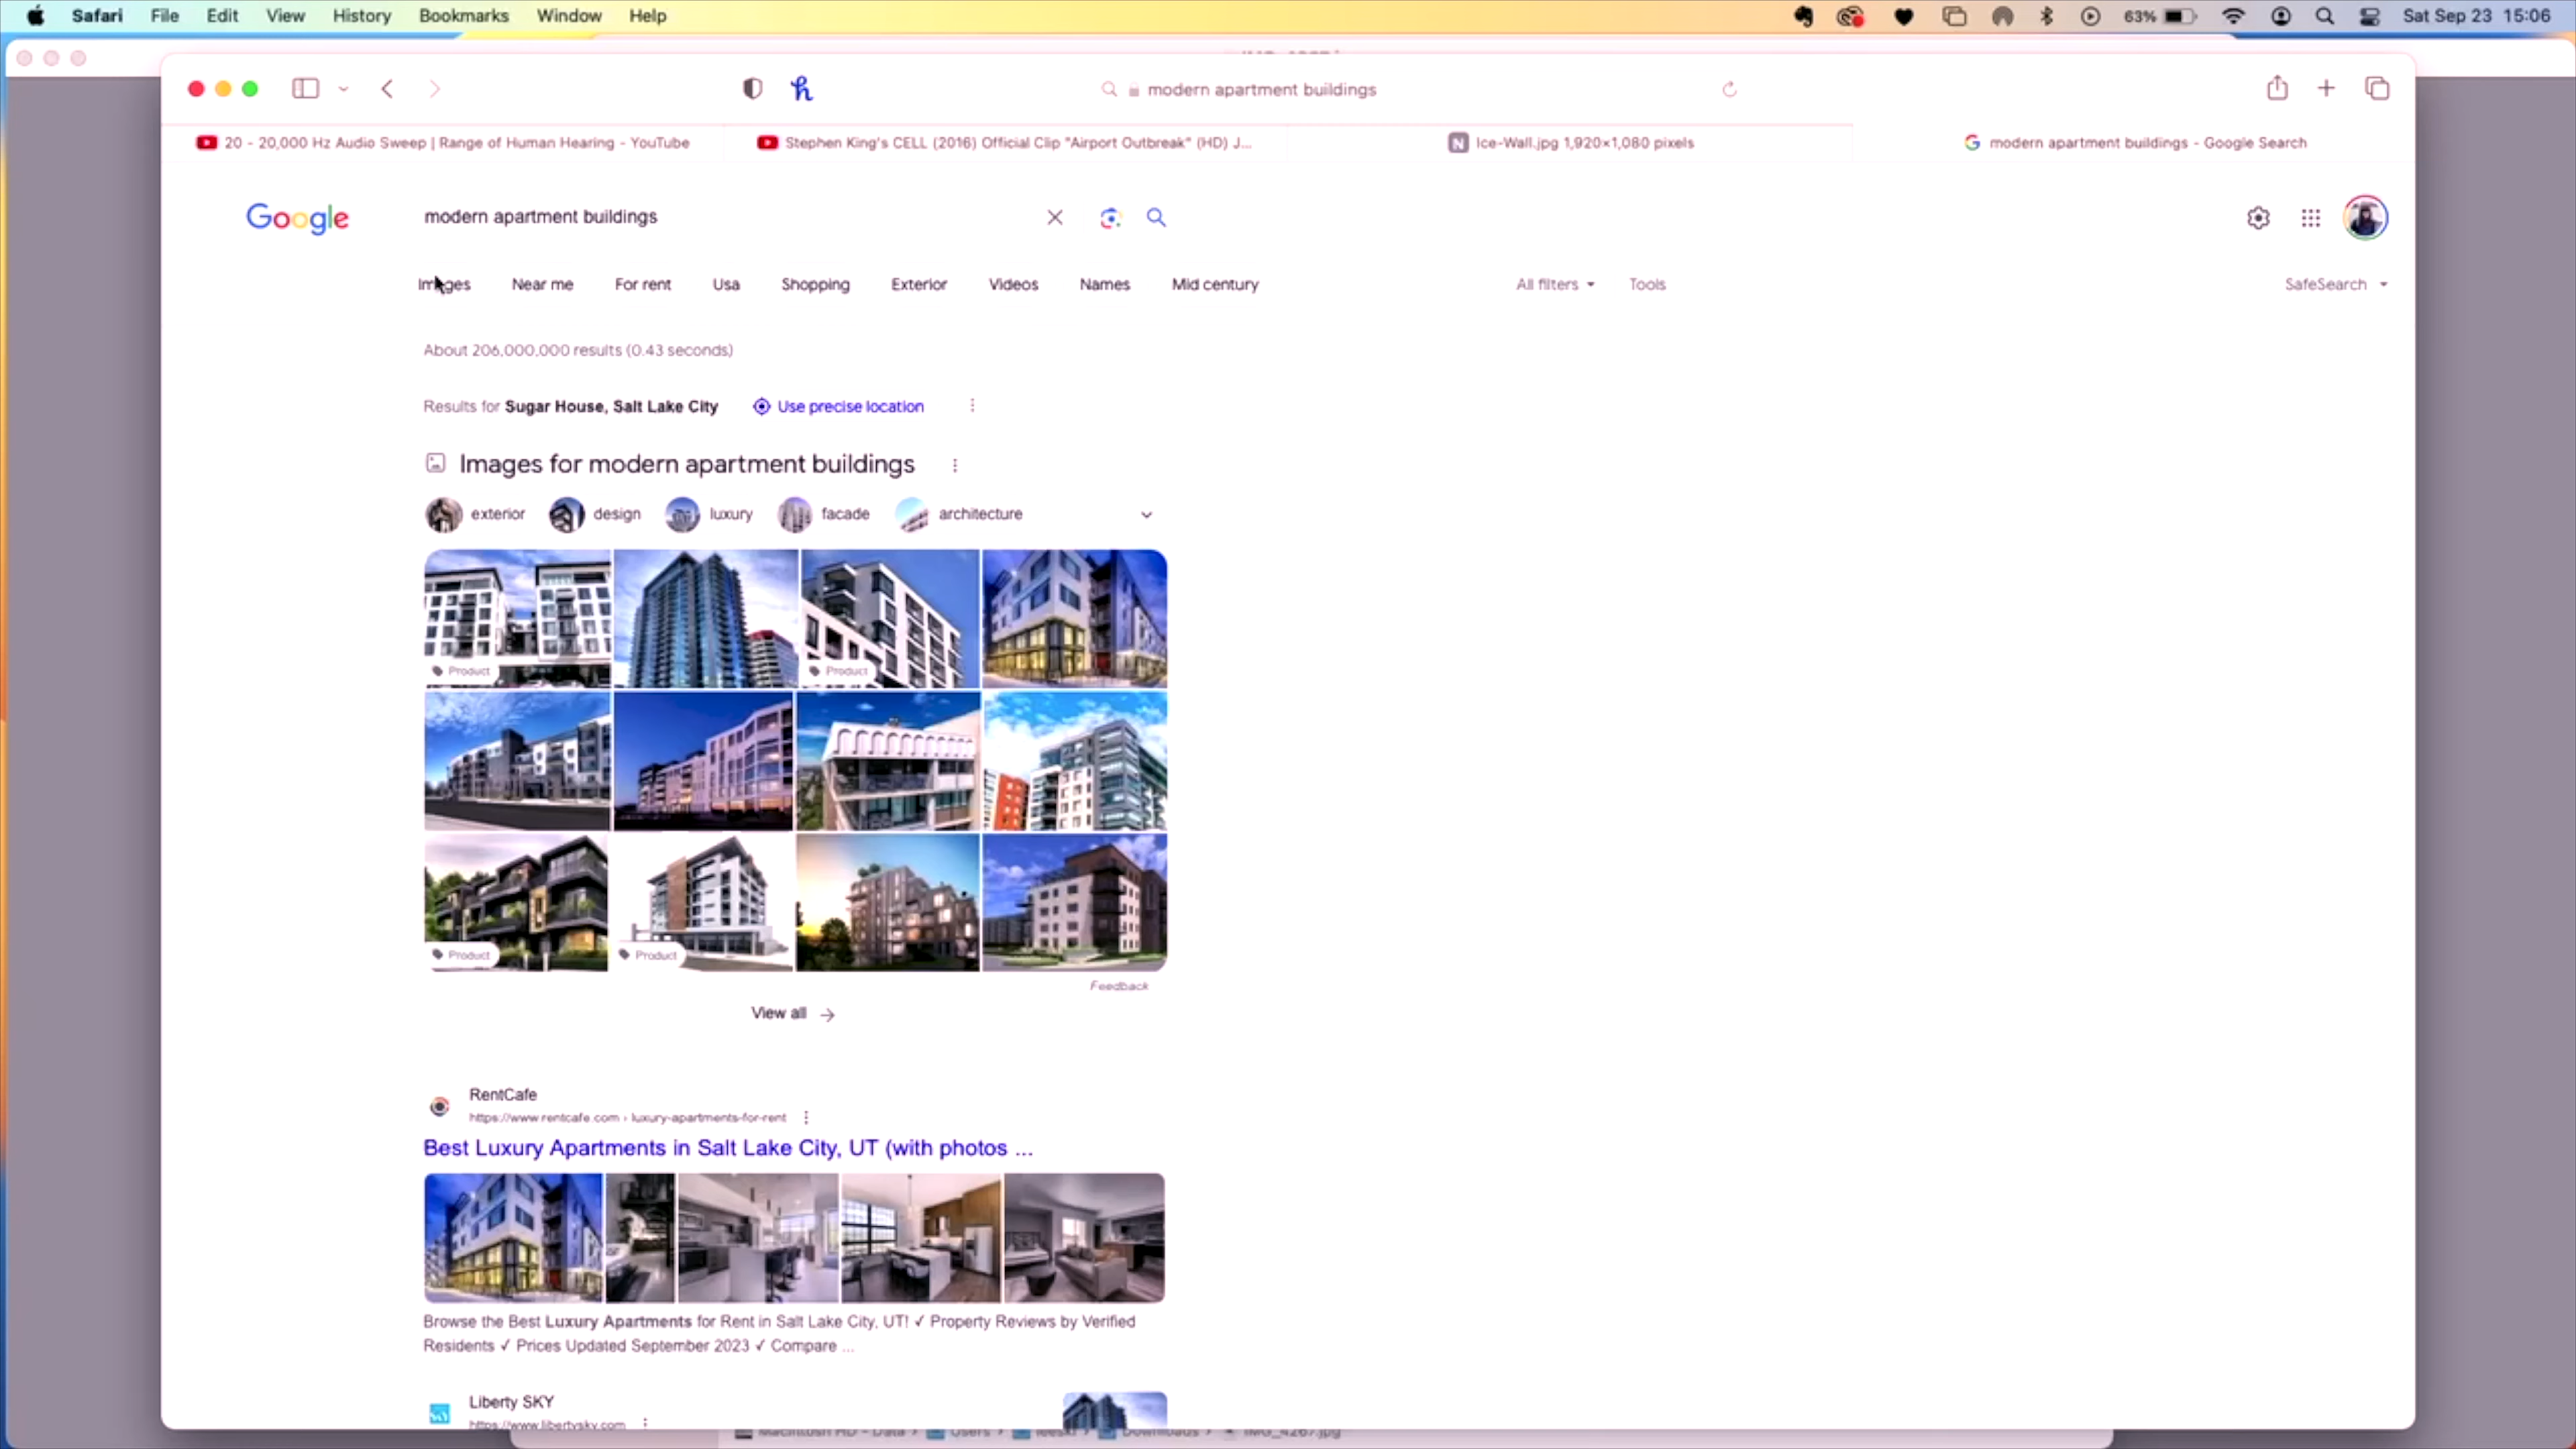 Safari File Edit View History Bookmarks Window Help 63% Sat Sep 23 15:06
modern apartment buildings
20 - 20,000 Hz Audio Sweep | Range of Human Hearing - YouTube
Stephen King's CELL (2016) Official Clip "Airport Outbreak" (HD) J...
Ice-Wall.jpg 1,920×1,080 pixels
modern apartment buildings - Google Search
Google modern apartment buildings
Images Near me For rent Usa Shopping Exterior Videos Names Mid century All filters Tools SafeSearch
About 206,000,000 results (0.43 seconds)
Results for Sugar House, Salt Lake City Use precise location
Images for modern apartment buildings
exterior design luxury facade architecture
Product Product
Product Product
Feedback
View all
RentCafe
https://www.rentcafe.com › luxury-apartments-for-rent
Best Luxury Apartments in Salt Lake City, UT (with photos ...
Browse the Best Luxury Apartments for Rent in Salt Lake City, UT! ✓ Property Reviews by Verified
Residents ✓ Prices Updated September 2023 ✓ Compare ...
Liberty SKY
https://www.libertysky.com
Macintosh HD - Data › Users › › Downloads › IMG_4267.jpg